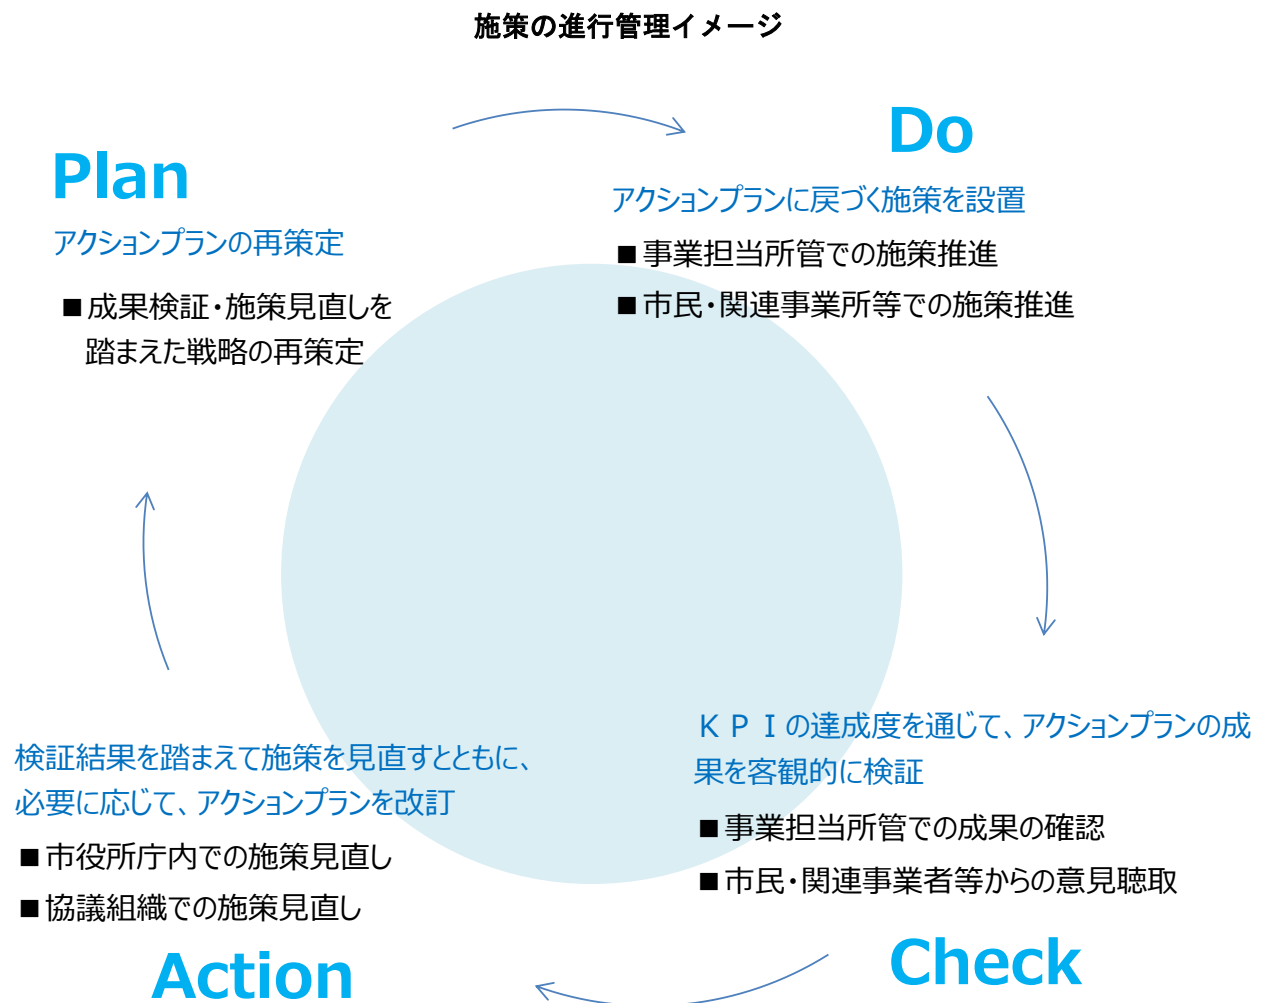 施策の進行管理イメージ
Plan
アクションプランの再策定
■成果検証・施策見直しを
踏まえた戦略の再策定
Do
アクションプランに戻づく施策を設置
■事業担当所管での施策推進
■市民・関連事業所等での施策推進
KPIの達成度を通じて、アクションプランの成
果を客観的に検証
■事業担当所管での成果の確認
■市民・関連事業者等からの意見聴取
Check
検証結果を踏まえて施策を見直すとともに、
必要に応じて、アクションプランを改訂
■市役所庁内での施策見直し
■協議組織での施策見直し
Action